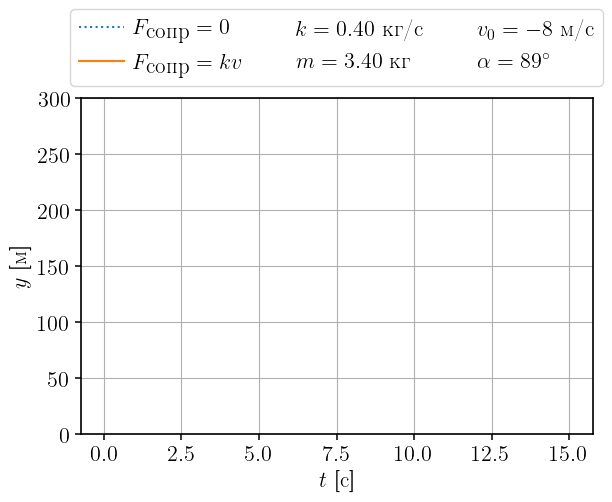 F_сопр = 0 k = 0.40 кг/с v_0 = −8 м/с
F_сопр = kv m = 3.40 кг α = 89°
300
250
200
150
100
50
0
y [м]
0.0 2.5 5.0 7.5 10.0 12.5 15.0
t [с]